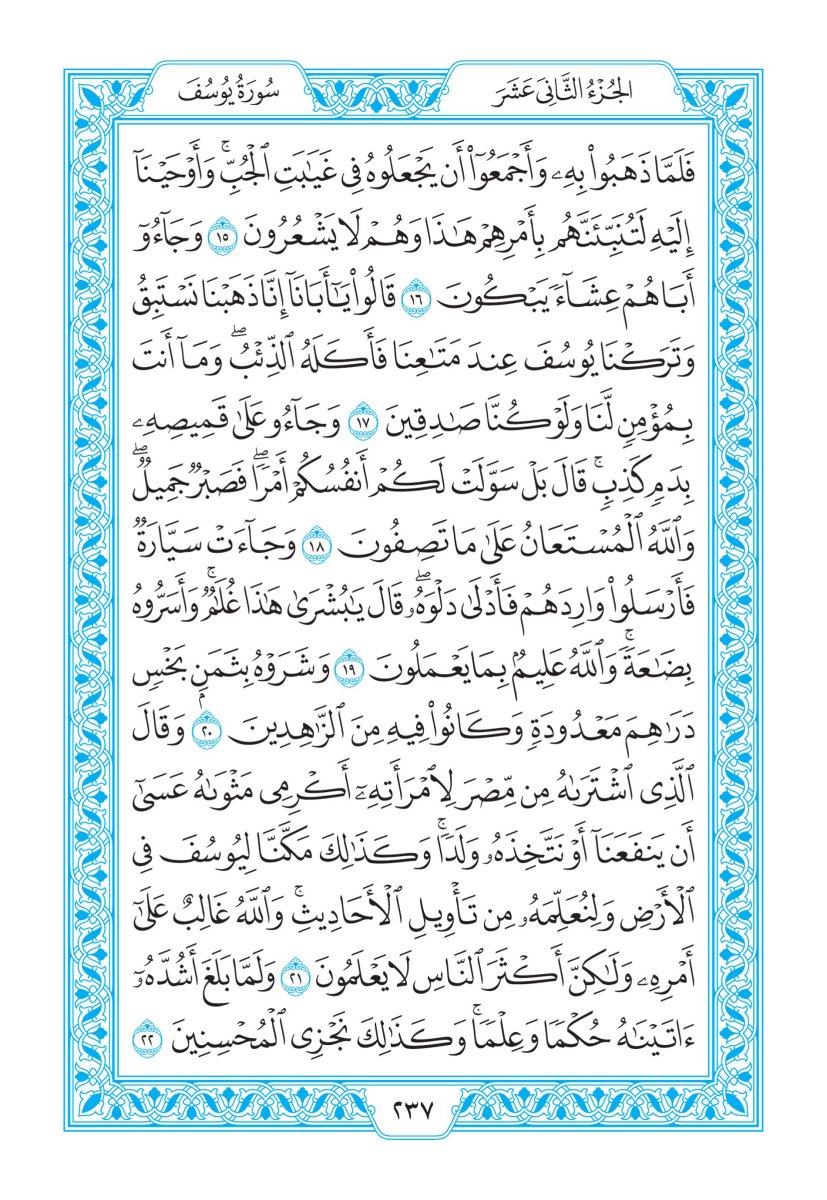 الجُزْءُ الثَّانِيَ عَشَرَ
سُورَةُ يُوسُفَ
فَلَمَّا ذَهَبُوا۟ بِهِۦ وَأَجْمَعُوٓا۟ أَن يَجْعَلُوهُ فِى غَيَـٰبَتِ ٱلْجُبِّ ۚ وَأَوْحَيْنَآ
إِلَيْهِ لَتُنَبِّئَنَّهُم بِأَمْرِهِمْ هَـٰذَا وَهُمْ لَا يَشْعُرُونَ ١٥ وَجَآءُوٓ
أَبَاهُمْ عِشَآءً يَبْكُونَ ١٦ قَالُوا۟ يَـٰٓأَبَانَآ إِنَّا ذَهَبْنَا نَسْتَبِقُ
وَتَرَكْنَا يُوسُفَ عِندَ مَتَـٰعِنَا فَأَكَلَهُ ٱلذِّئْبُ ۖ وَمَآ أَنتَ
بِمُؤْمِنٍ لَّنَا وَلَوْ كُنَّا صَـٰدِقِينَ ١٧ وَجَآءُو عَلَىٰ قَمِيصِهِۦ
بِدَمٍ كَذِبٍ ۚ قَالَ بَلْ سَوَّلَتْ لَكُمْ أَنفُسُكُمْ أَمْرًا ۖ فَصَبْرٌ جَمِيلٌ ۖ
وَٱللَّهُ ٱلْمُسْتَعَانُ عَلَىٰ مَا تَصِفُونَ ١٨ وَجَآءَتْ سَيَّارَةٌ
فَأَرْسَلُوا۟ وَارِدَهُمْ فَأَدْلَىٰ دَلْوَهُۥ ۖ قَالَ يَـٰبُشْرَىٰ هَـٰذَا غُلَـٰمٌ ۚ وَأَسَرُّوهُ
بِضَـٰعَةً ۚ وَٱللَّهُ عَلِيمٌۢ بِمَا يَعْمَلُونَ ١٩ وَشَرَوْهُ بِثَمَنٍۭ بَخْسٍ
دَرَٰهِمَ مَعْدُودَةٍ وَكَانُوا۟ فِيهِ مِنَ ٱلزَّٰهِدِينَ ٢٠ وَقَالَ
ٱلَّذِى ٱشْتَرَىٰهُ مِن مِّصْرَ لِٱمْرَأَتِهِۦٓ أَكْرِمِى مَثْوَىٰهُ عَسَىٰٓ
أَن يَنفَعَنَآ أَوْ نَتَّخِذَهُۥ وَلَدًا ۚ وَكَذَٰلِكَ مَكَّنَّا لِيُوسُفَ فِى
ٱلْأَرْضِ وَلِنُعَلِّمَهُۥ مِن تَأْوِيلِ ٱلْأَحَادِيثِ ۚ وَٱللَّهُ غَالِبٌ عَلَىٰٓ
أَمْرِهِۦ وَلَـٰكِنَّ أَكْثَرَ ٱلنَّاسِ لَا يَعْلَمُونَ ٢١ وَلَمَّا بَلَغَ أَشُدَّهُۥٓ
ءَاتَيْنَـٰهُ حُكْمًا وَعِلْمًا ۚ وَكَذَٰلِكَ نَجْزِى ٱلْمُحْسِنِينَ ٢٢
٢٣٧